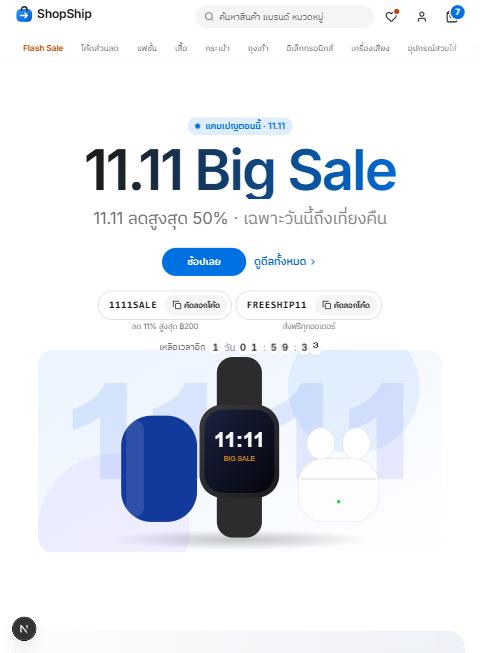 ShopShip
ค้นหาสินค้า แบรนด์ หมวดหมู่
7
Flash Sale โค้ดส่วนลด แฟชั่น เสื้อ กระเป๋า ถุงเท้า อิเล็กทรอนิกส์ เครื่องเสียง อุปกรณ์สวมใส่
แคมเปญตอนนี้ · 11.11
11.11 Big Sale
11.11 ลดสูงสุด 50% · เฉพาะวันนี้ถึงเที่ยงคืน
ช้อปเลย ดูดีลทั้งหมด
1111SALE คัดลอกโค้ด FREESHIP11 คัดลอกโค้ด
ลด 11% สูงสุด ฿200 ส่งฟรีทุกออเดอร์
เหลือเวลาอีก 1 วัน 01 : 59 : 33
11 11
11:11
BIG SALE
N